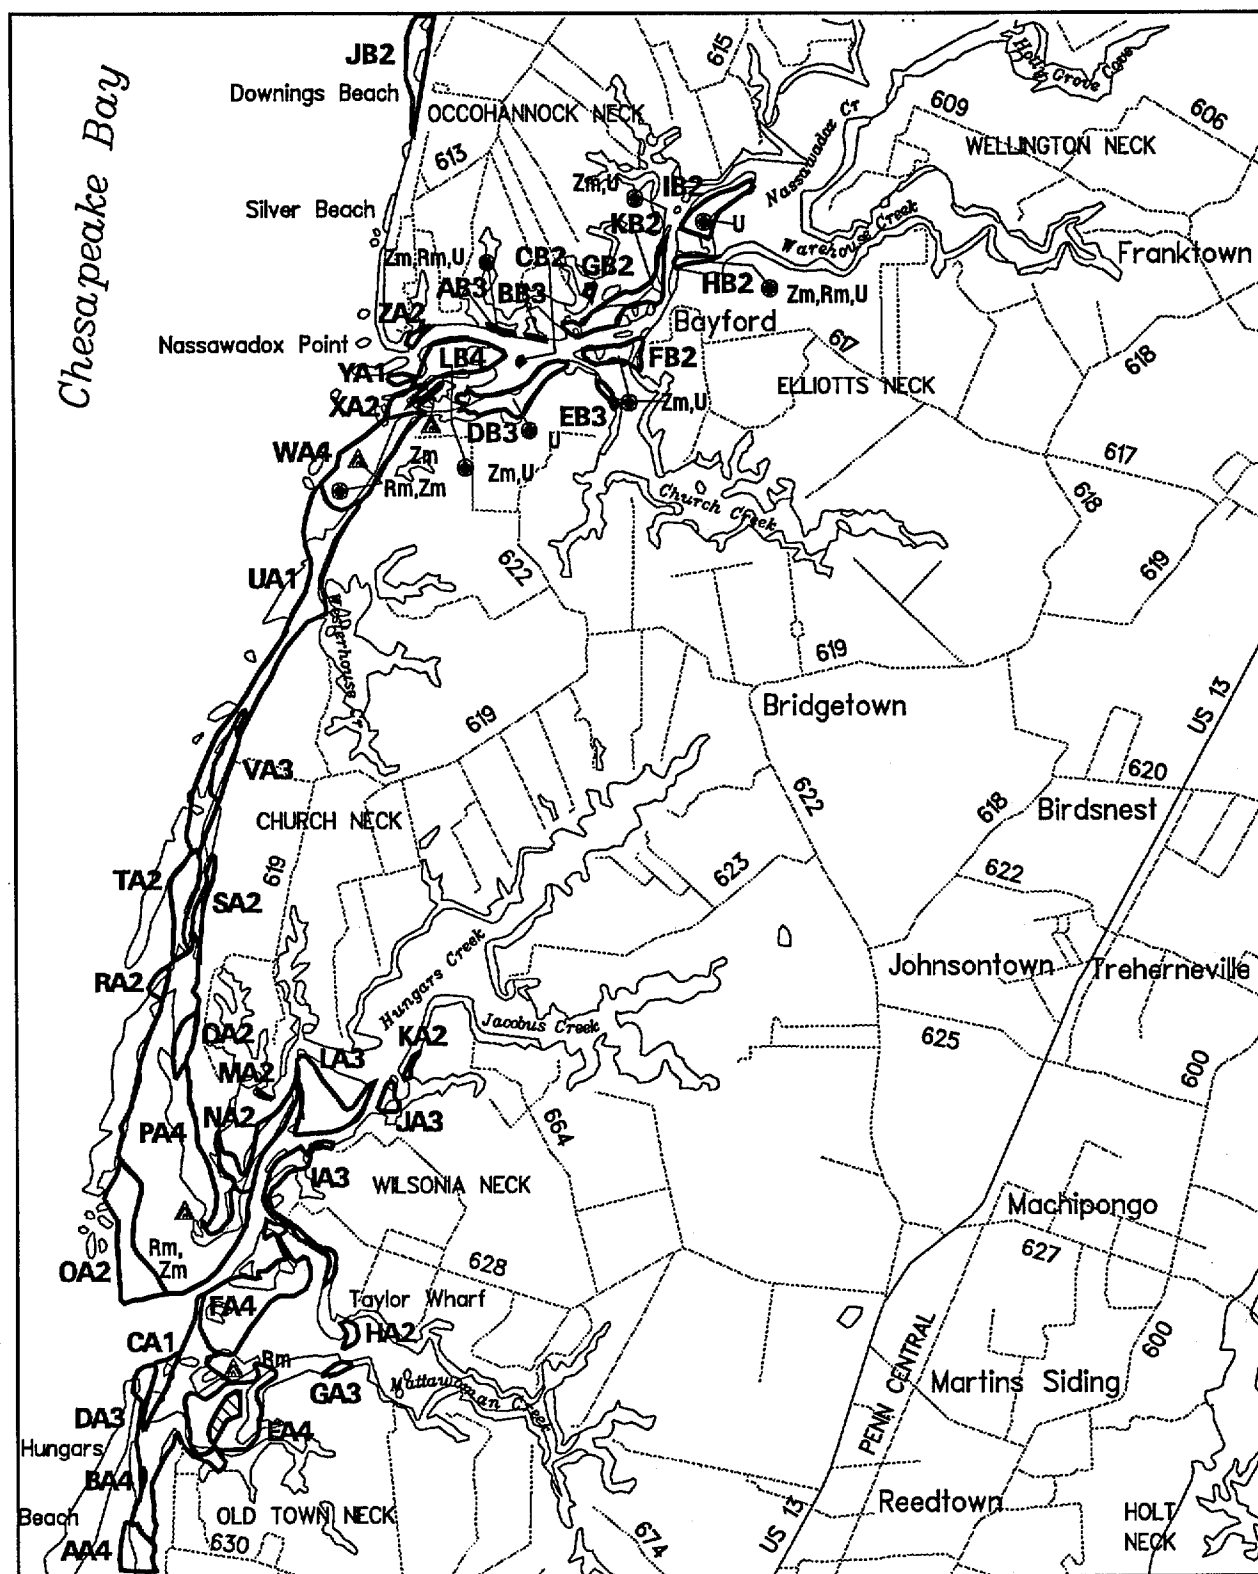 JB2
615
Holly Grove Cove
Chesapeake Bay
Downings Beach
OCCOHANNOCK NECK
609
606
Nassawadox Cr
WELLINGTON NECK
613
Zm,U
IB2
Silver Beach
KB2
U
Warehouse Creek
Franktown
Zm,Rm,U
CB2
GB2
AB3
BB3
HB2
Zm,Rm,U
ZA2
Bayford
Nassawadox Point
LB4
FB2
617
618
YA1
ELLIOTTS NECK
XA2
EB3
Zm,U
DB3
U
WA4
Zm
Zm,U
617
Rm,Zm
Church Creek
618
UA1
622
619
Westerhouse Cr
619
Bridgetown
US 13
619
VA3
620
622
Birdsnest
618
CHURCH NECK
TA2
619
SA2
623
622
Hungars Creek
Johnsontown
Treherneville
RA2
QA2
Jacobus Creek
KA2
LA3
625
MA2
600
NA2
JA3
664
PA4
IA3
WILSONIA NECK
Machipongo
Rm,
Zm
628
627
OA2
FA4
Taylor Wharf
CA1
HA2
600
Rm
PENN CENTRAL
GA3
Mattawoman Creek
Martins Siding
DA3
EA4
Hungars
BA4
Reedtown
Beach
OLD TOWN NECK
HOLT
NECK
AA4
630
674
US 13